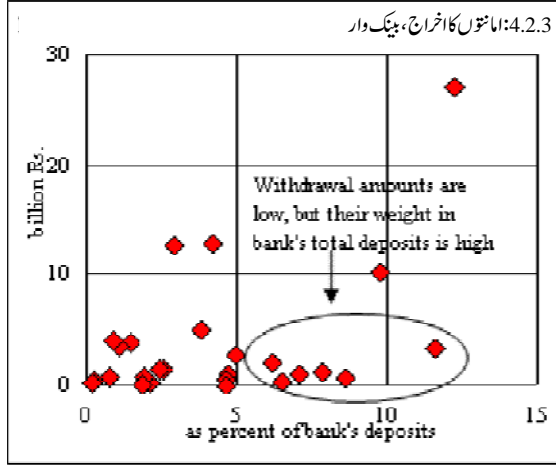 4.2.3: امانتوں کا اخراج، بینک وار
30
20
10
0
billion Rs.
Withdrawal amounts are
low, but their weight in
bank's total deposits is high
0 5 10 15
as percent of bank's deposits